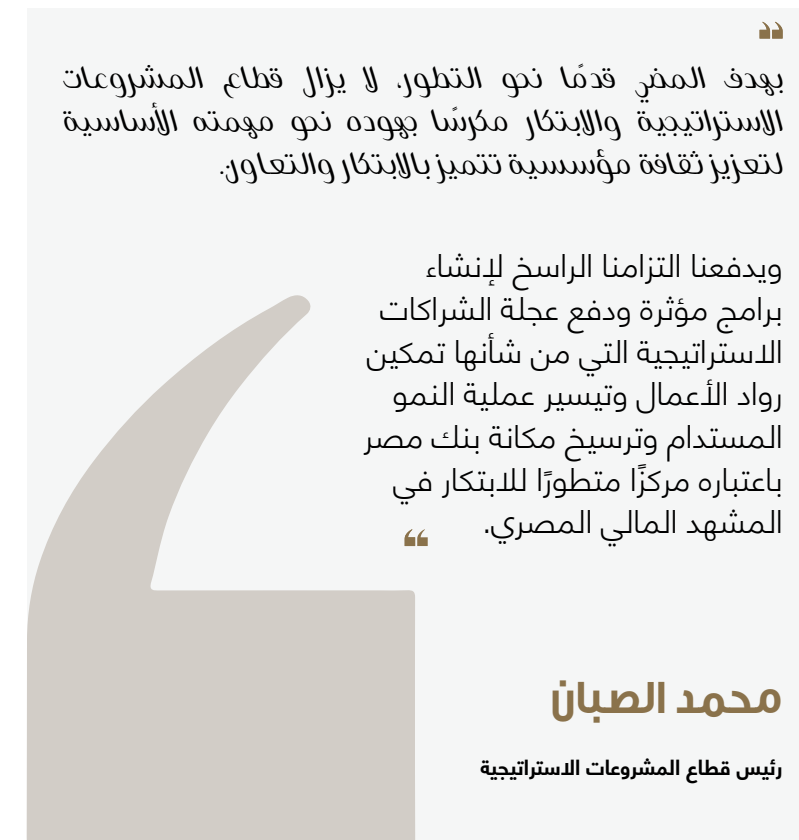 ”
بهدف المضي قدمًا نحو التطور، لا يزال قطاع المشروعات
الاستراتيجية والابتكار مكرسًا جهوده نحو مهمته الأساسية
لتعزيز ثقافة مؤسسية تتميز بالابتكار والتعاون.
ويدفعنا التزامنا الراسخ لإنشاء
برامج مؤثرة ودفع عجلة الشراكات
الاستراتيجية التي من شأنها تمكين
رواد الأعمال وتيسير عملية النمو
المستدام وترسيخ مكانة بنك مصر
باعتباره مركزًا متطورًا للابتكار في
المشهد المالي المصري. “
محمد الصبان
رئيس قطاع المشروعات الاستراتيجية